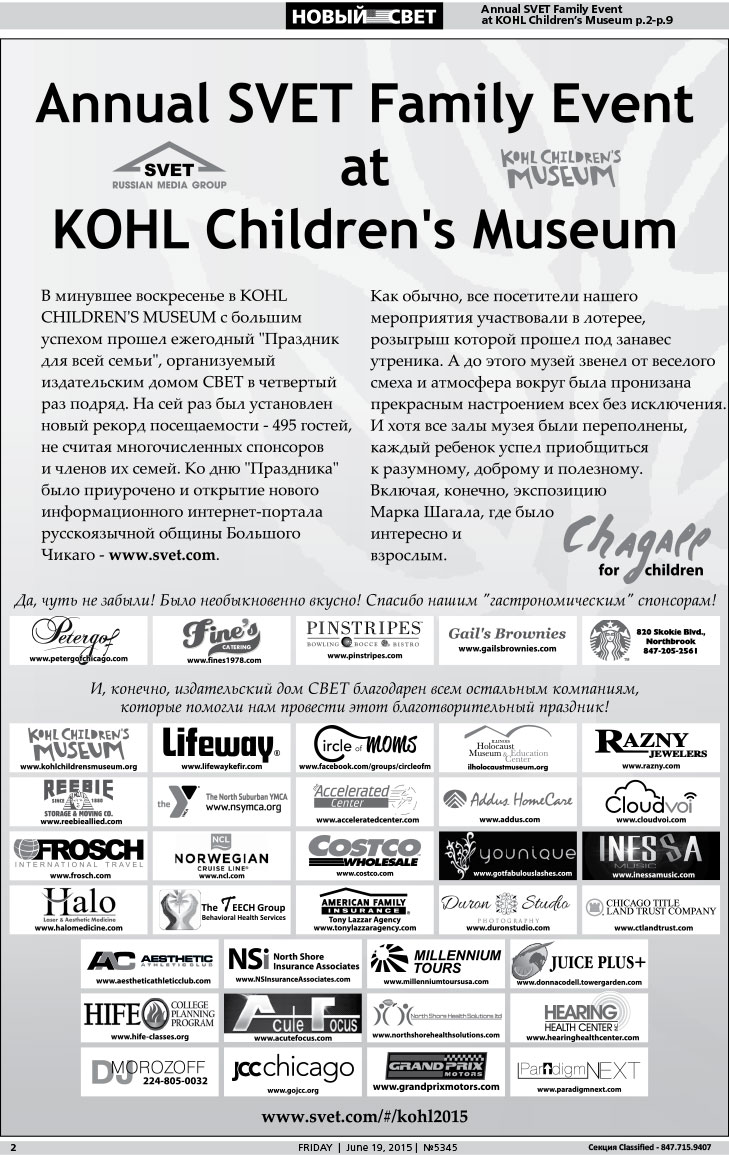 НОВЫЙ СВЕТ
Annual SVET Family Event
at KOHL Children's Museum p.2-p.9
Annual SVET Family Event
at
KOHL Children's Museum
SVET
RUSSIAN MEDIA GROUP
KOHL CHILDREN'S
MUSEUM
В минувшее воскресенье в KOHL
CHILDREN'S MUSEUM с большим
успехом прошел ежегодный "Праздник
для всей семьи", организуемый
издательским домом СВЕТ в четвертый
раз подряд. На сей раз был установлен
новый рекорд посещаемости - 495 гостей,
не считая многочисленных спонсоров
и членов их семей. Ко дню "Праздника"
было приурочено и открытие нового
информационного интернет-портала
русскоязычной общины Большого
Чикаго - www.svet.com.
Как обычно, все посетители нашего
мероприятия участвовали в лотерее,
розыгрыш которой прошел под занавес
утреника. А до этого музей звенел от веселого
смеха и атмосфера вокруг была пронизана
прекрасным настроением всех без исключения.
И хотя все залы музея были переполнены,
каждый ребенок успел приобщиться
к разумному, доброму и полезному.
Включая, конечно, экспозицию
Марка Шагала, где было
интересно и
взрослым.
Chagall
for children
Да, чуть не забыли! Было необыкновенно вкусно! Спасибо нашим "гастрономическим" спонсорам!
Petergof
www.petergofchicago.com
Fine's
CATERING
www.fines1978.com
PINSTRIPES
BOWLING BOCCE BISTRO
www.pinstripes.com
Gail's Brownies
www.gailsbrownies.com
820 Skokie Blvd.,
Northbrook
847-205-2561
И, конечно, издательский дом СВЕТ благодарен всем остальным компаниям,
которые помогли нам провести этот благотворительный праздник!
KOHL CHILDREN'S
MUSEUM
www.kohlchildrensmuseum.org
Lifeway
www.lifewaykefir.com
Circle of MOMS
www.facebook.com/groups/circleofm
ILLINOIS
Holocaust
Museum & Education
Center
ilholocaustmuseum.org
RAZNY
JEWELERS
www.razny.com
REEBIE
SINCE 1880
STORAGE & MOVING CO.
www.reebieallied.com
the Y
The North Suburban YMCA
www.nsymca.org
Accelerated
Center
www.acceleratedcenter.com
Addus HomeCare
www.addus.com
Cloudvoi
www.cloudvoi.com
FROSCH
INTERNATIONAL TRAVEL
www.frosch.com
NCL
NORWEGIAN
CRUISE LINE
www.ncl.com
COSTCO
WHOLESALE
www.costco.com
younique
www.gotfabulouslashes.com
INESSA
MUSIC
www.inessamusic.com
Halo
Laser & Aesthetic Medicine
www.halomedicine.com
The TEECH Group
Behavioral Health Services
AMERICAN FAMILY
INSURANCE
Tony Lazzar Agency
www.tonylazzaragency.com
Duron Studio
PHOTOGRAPHY
www.duronstudio.com
CHICAGO TITLE
LAND TRUST COMPANY
www.ctlandtrust.com
AAC AESTHETIC
ATHLETIC CLUB
www.aestheticathleticclub.com
NSi North Shore
Insurance Associates
www.NSInsuranceAssociates.com
MILLENNIUM
TOURS
www.millenniumtoursusa.com
JUICE PLUS+
www.donnacodell.towergarden.com
HIFE COLLEGE
PLANNING
PROGRAM
www.hife-classes.org
Acute Focus
www.acutefocus.com
North Shore Health Solutions ltd
www.northshorehealthsolutions.com
HEARING
HEALTH CENTER
www.hearinghealthcenter.com
DJ MOROZOFF
224-805-0032
jcc chicago
www.gojcc.org
GRAND PRIX
MOTORS
www.grandprixmotors.com
ParadigmNEXT
www.paradigmnext.com
www.svet.com/#/kohl2015
2
FRIDAY | June 19, 2015 | №5345
Секция Classified - 847.715.9407